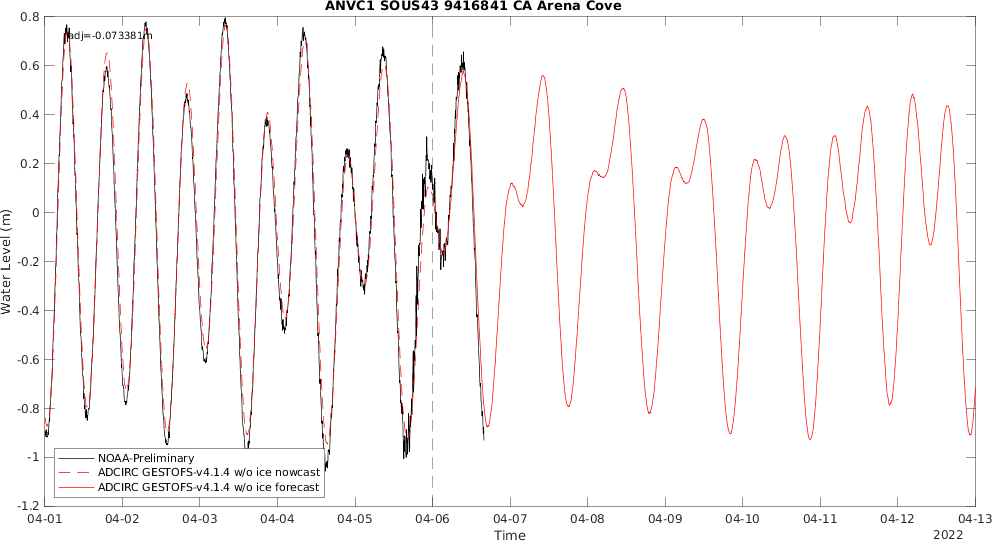 ANVC1 SOUS43 9416841 CA Arena Cove
adj=-0.073381m
0.8
0.6
0.4
0.2
0
-0.2
-0.4
-0.6
-0.8
-1
-1.2
Water Level (m)
NOAA-Preliminary
ADCIRC GESTOFS-v4.1.4 w/o ice nowcast
ADCIRC GESTOFS-v4.1.4 w/o ice forecast
04-01 04-02 04-03 04-04 04-05 04-06 04-07 04-08 04-09 04-10 04-11 04-12 04-13
Time
2022